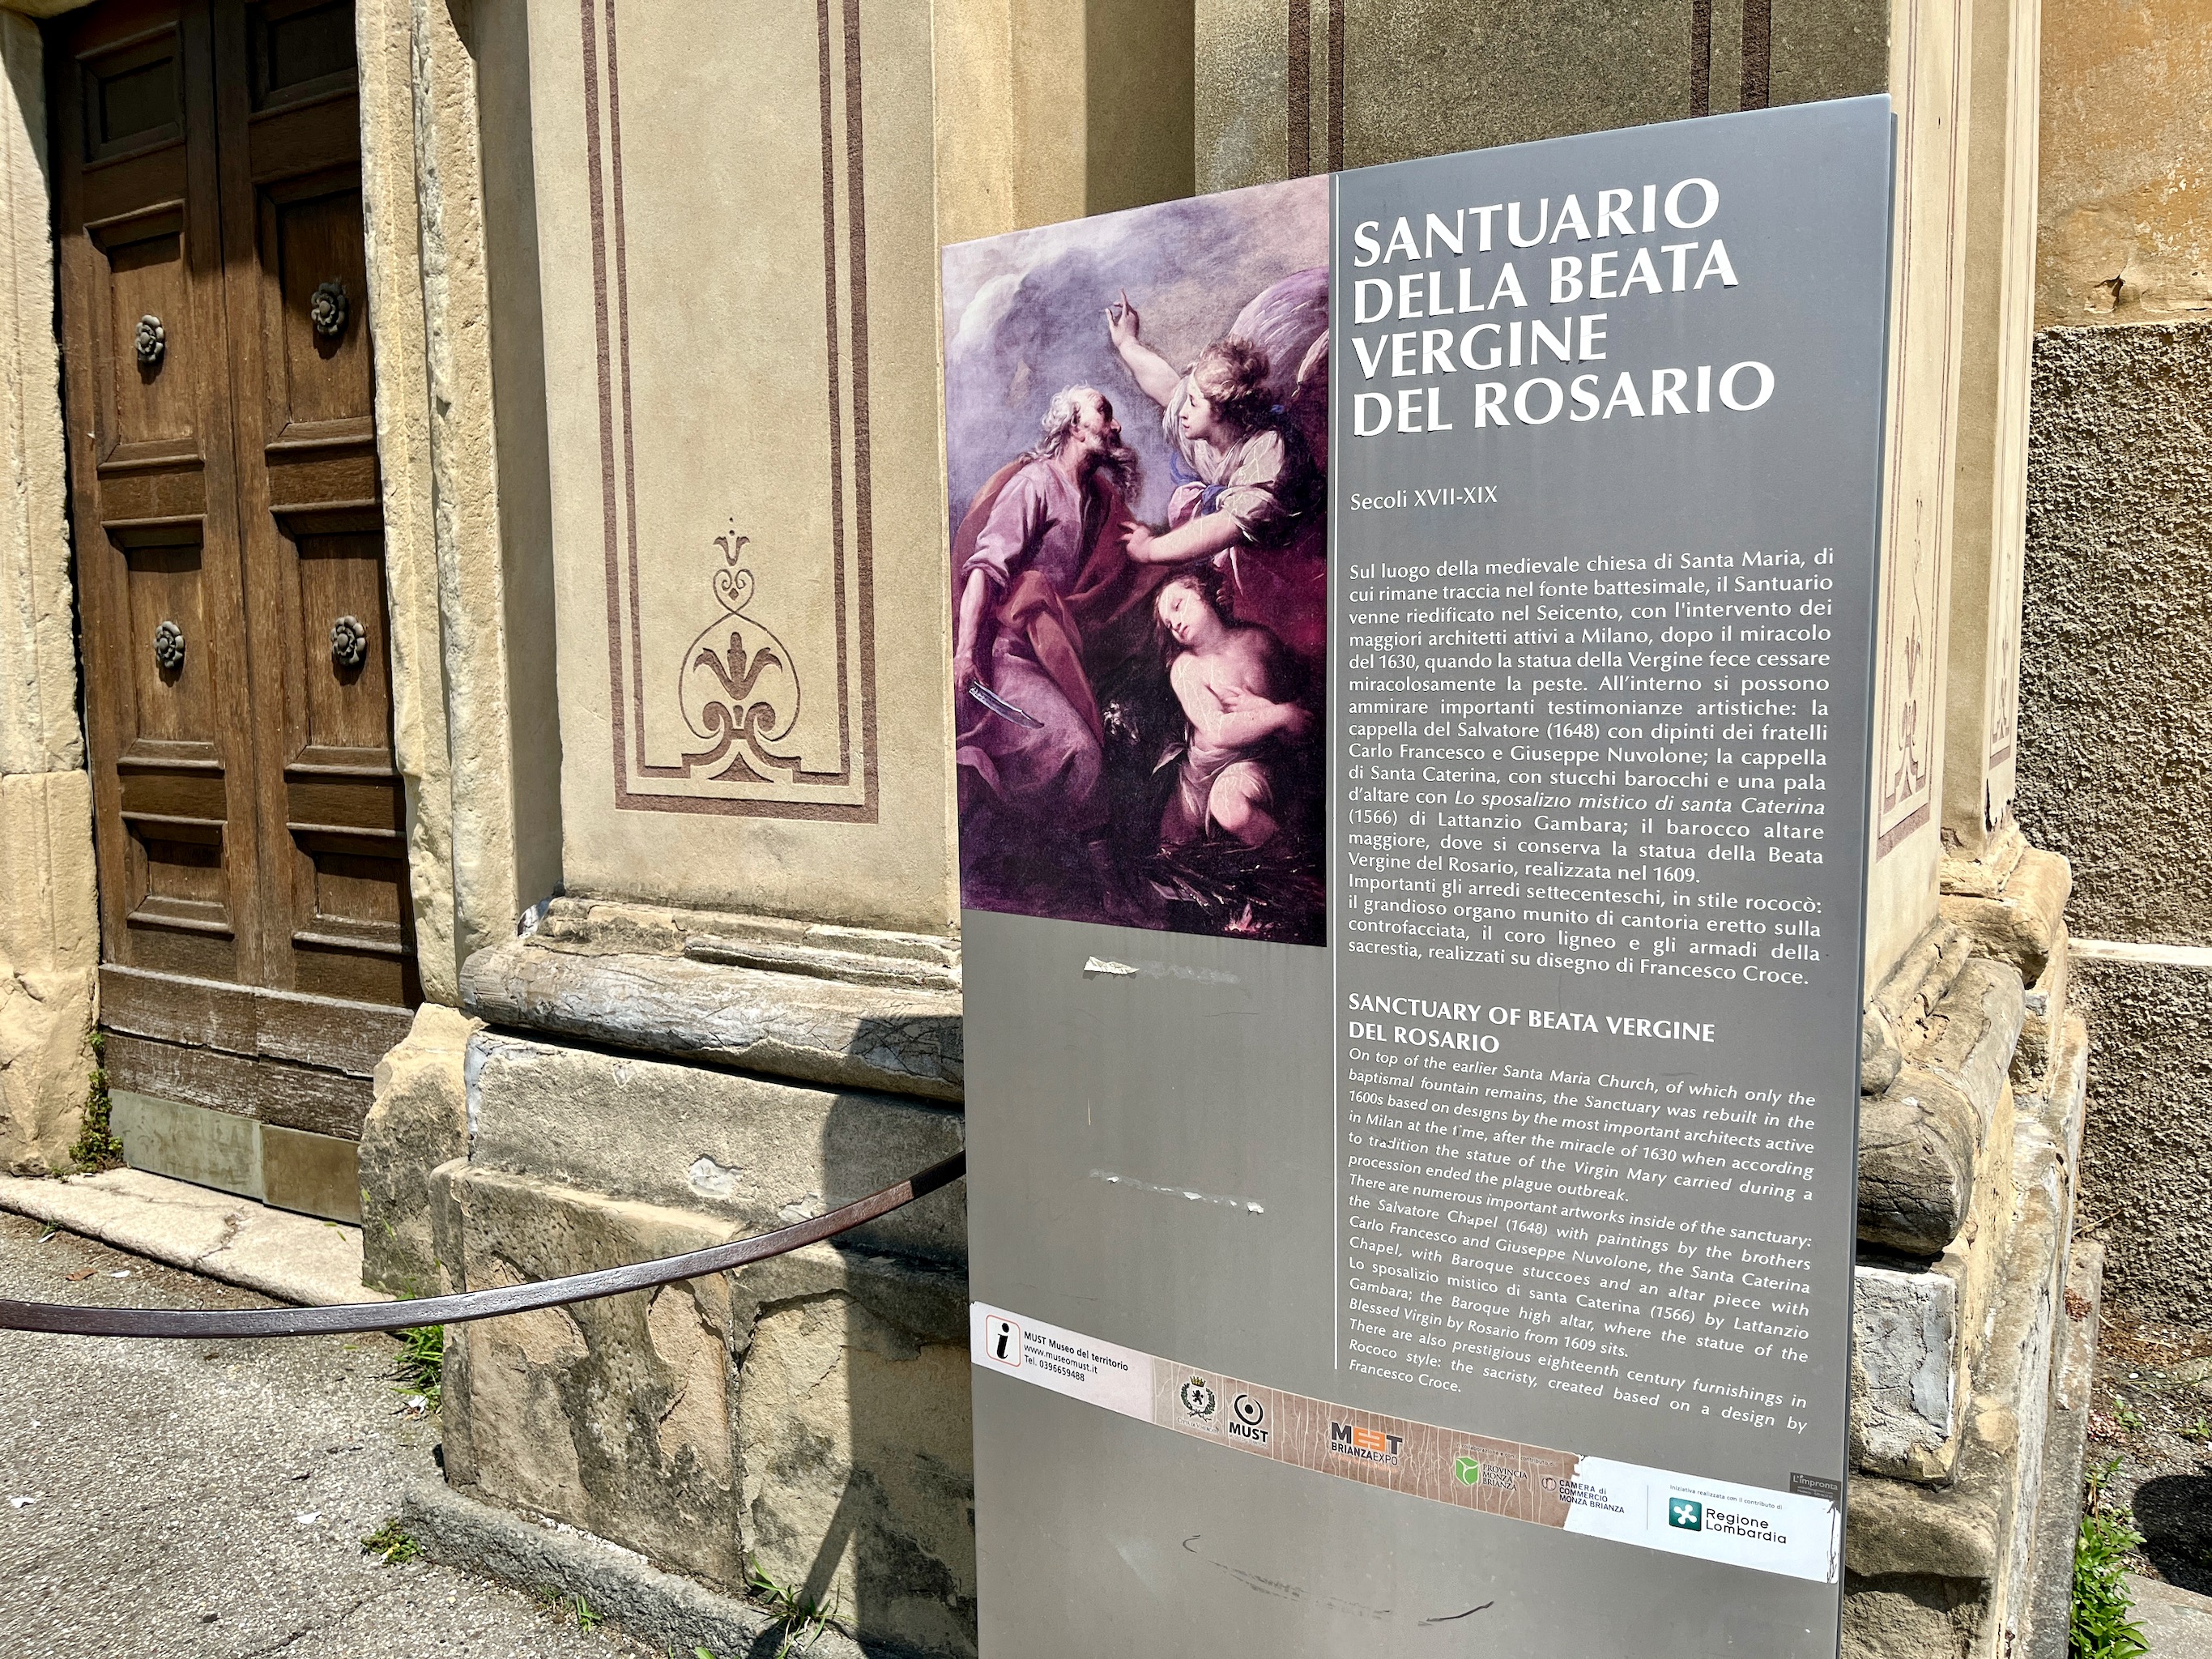 SANTUARIO
DELLA BEATA
VERGINE
DEL ROSARIO
Secoli XVII-XIX
Sul luogo della medievale chiesa di Santa Maria, di
cui rimane traccia nel fonte battesimale, il Santuario
venne riedificato nel Seicento, con l'intervento dei
maggiori architetti attivi a Milano, dopo il miracolo
del 1630, quando la statua della Vergine fece cessare
miracolosamente la peste. All'interno si possono
ammirare importanti testimonianze artistiche: la
cappella del Salvatore (1648) con dipinti dei fratelli
Carlo Francesco e Giuseppe Nuvolone; la cappella
di Santa Caterina, con stucchi barocchi e una pala
d'altare con Lo sposalizio mistico di santa Caterina
(1566) di Lattanzio Gambara; il barocco altare
maggiore, dove si conserva la statua della Beata
Vergine del Rosario, realizzata nel 1609.
Importanti gli arredi settecenteschi, in stile rococò:
il grandioso organo munito di cantoria eretto sulla
controfacciata, il coro ligneo e gli armadi della
sacrestia, realizzati su disegno di Francesco Croce.
SANCTUARY OF BEATA VERGINE
DEL ROSARIO
On top of the earlier Santa Maria Church, of which only the
baptismal fountain remains, the Sanctuary was rebuilt in the
1600s based on designs by the most important architects active
in Milan at the time, after the miracle of 1630 when according
to tradition the statue of the Virgin Mary carried during a
procession ended the plague outbreak.
There are numerous important artworks inside of the sanctuary:
the Salvatore Chapel (1648) with paintings by the brothers
Carlo Francesco and Giuseppe Nuvolone, the Santa Caterina
Chapel, with Baroque stuccoes and an altar piece with
Lo sposalizio mistico di santa Caterina (1566) by Lattanzio
Gambara; the Baroque high altar, where the statue of the
Blessed Virgin by Rosario from 1609 sits.
There are also prestigious eighteenth century furnishings in
Rococo style: the sacristy, created based on a design by
Francesco Croce.
i
MUST Museo del territorio
www.museomust.it
Tel. 0396659488
MUST
MEET
BRIANZAEXPO
PROVINCIA
MONZA
BRIANZA
CAMERA di
COMMERCIO
MONZA BRIANZA
Iniziativa realizzata con il contributo di
Regione
Lombardia
L'impronta